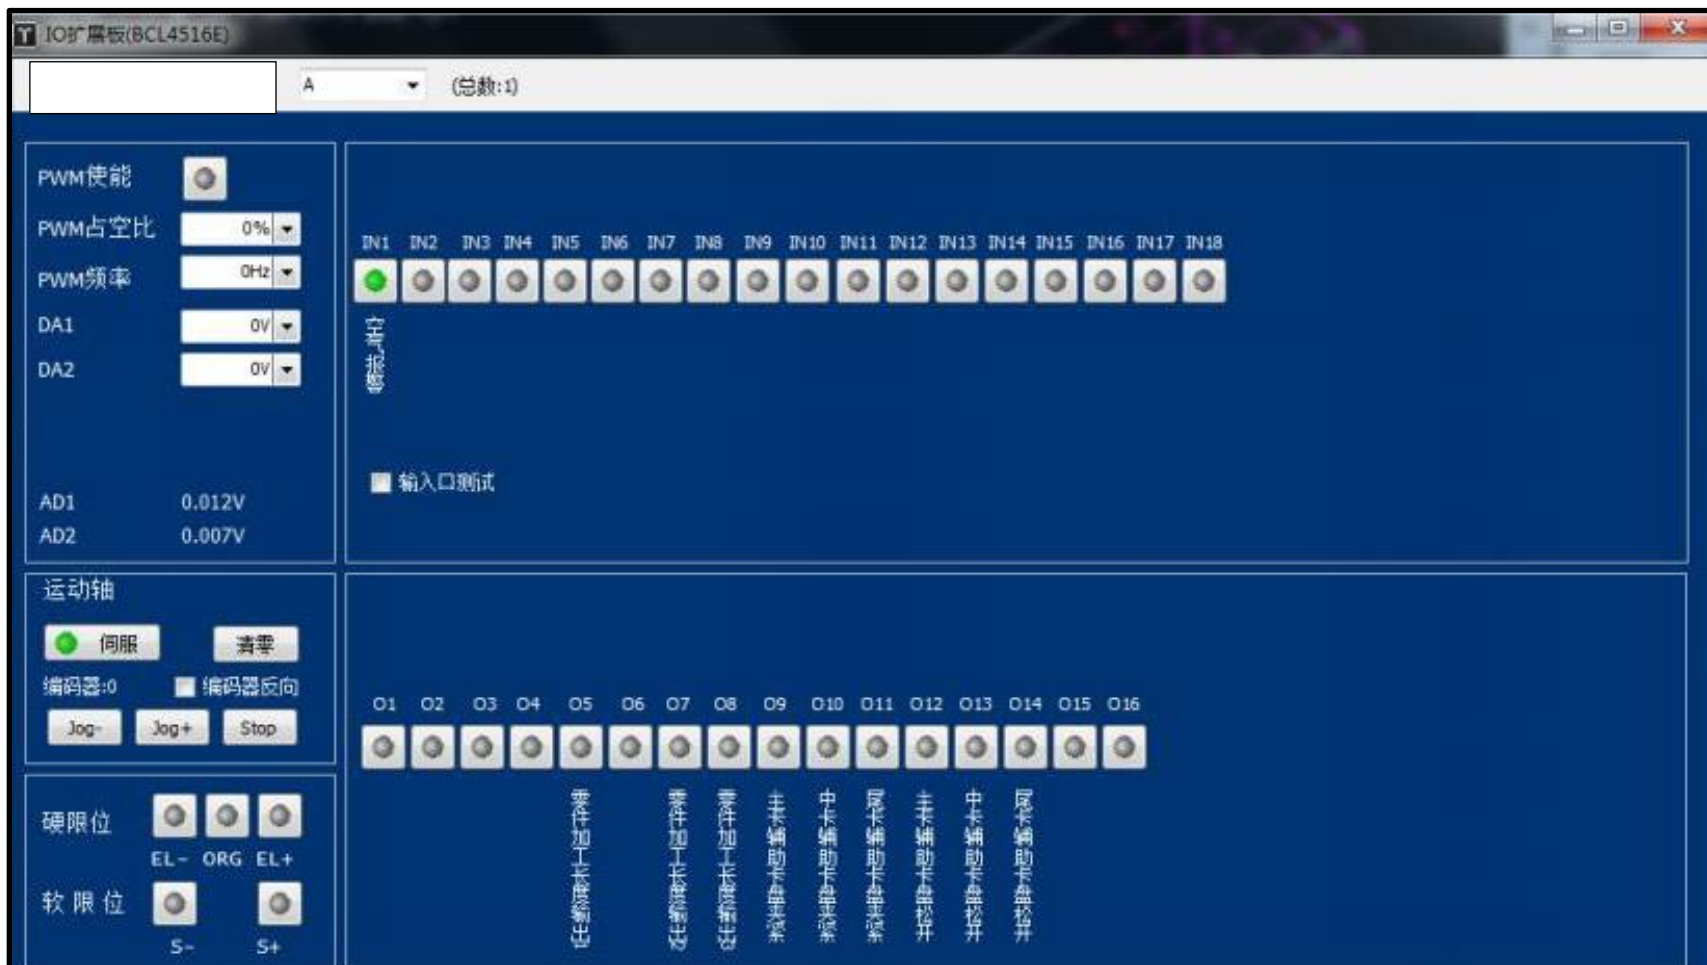 IO扩展板(BCL4516E)
A
(总数:1)
PWM使能
PWM占空比 0%
PWM频率 0Hz
DA1 0V
DA2 0V
AD1 0.012V
AD2 0.007V
IN1 IN2 IN3 IN4 IN5 IN6 IN7 IN8 IN9 IN10 IN11 IN12 IN13 IN14 IN15 IN16 IN17 IN18
空气报警
输入口测试
运动轴
伺服 清零
编码器:0 编码器反向
Jog- Jog+ Stop
硬限位
EL- ORG EL+
软限位
S- S+
O1 O2 O3 O4 O5 O6 O7 O8 O9 O10 O11 O12 O13 O14 O15 O16
零件加工长度输出
零件加工长度输出
零件加工长度输出
主卡辅助卡盘夹紧
中卡辅助卡盘夹紧
尾卡辅助卡盘夹紧
主卡辅助卡盘松开
中卡辅助卡盘松开
尾卡辅助卡盘松开